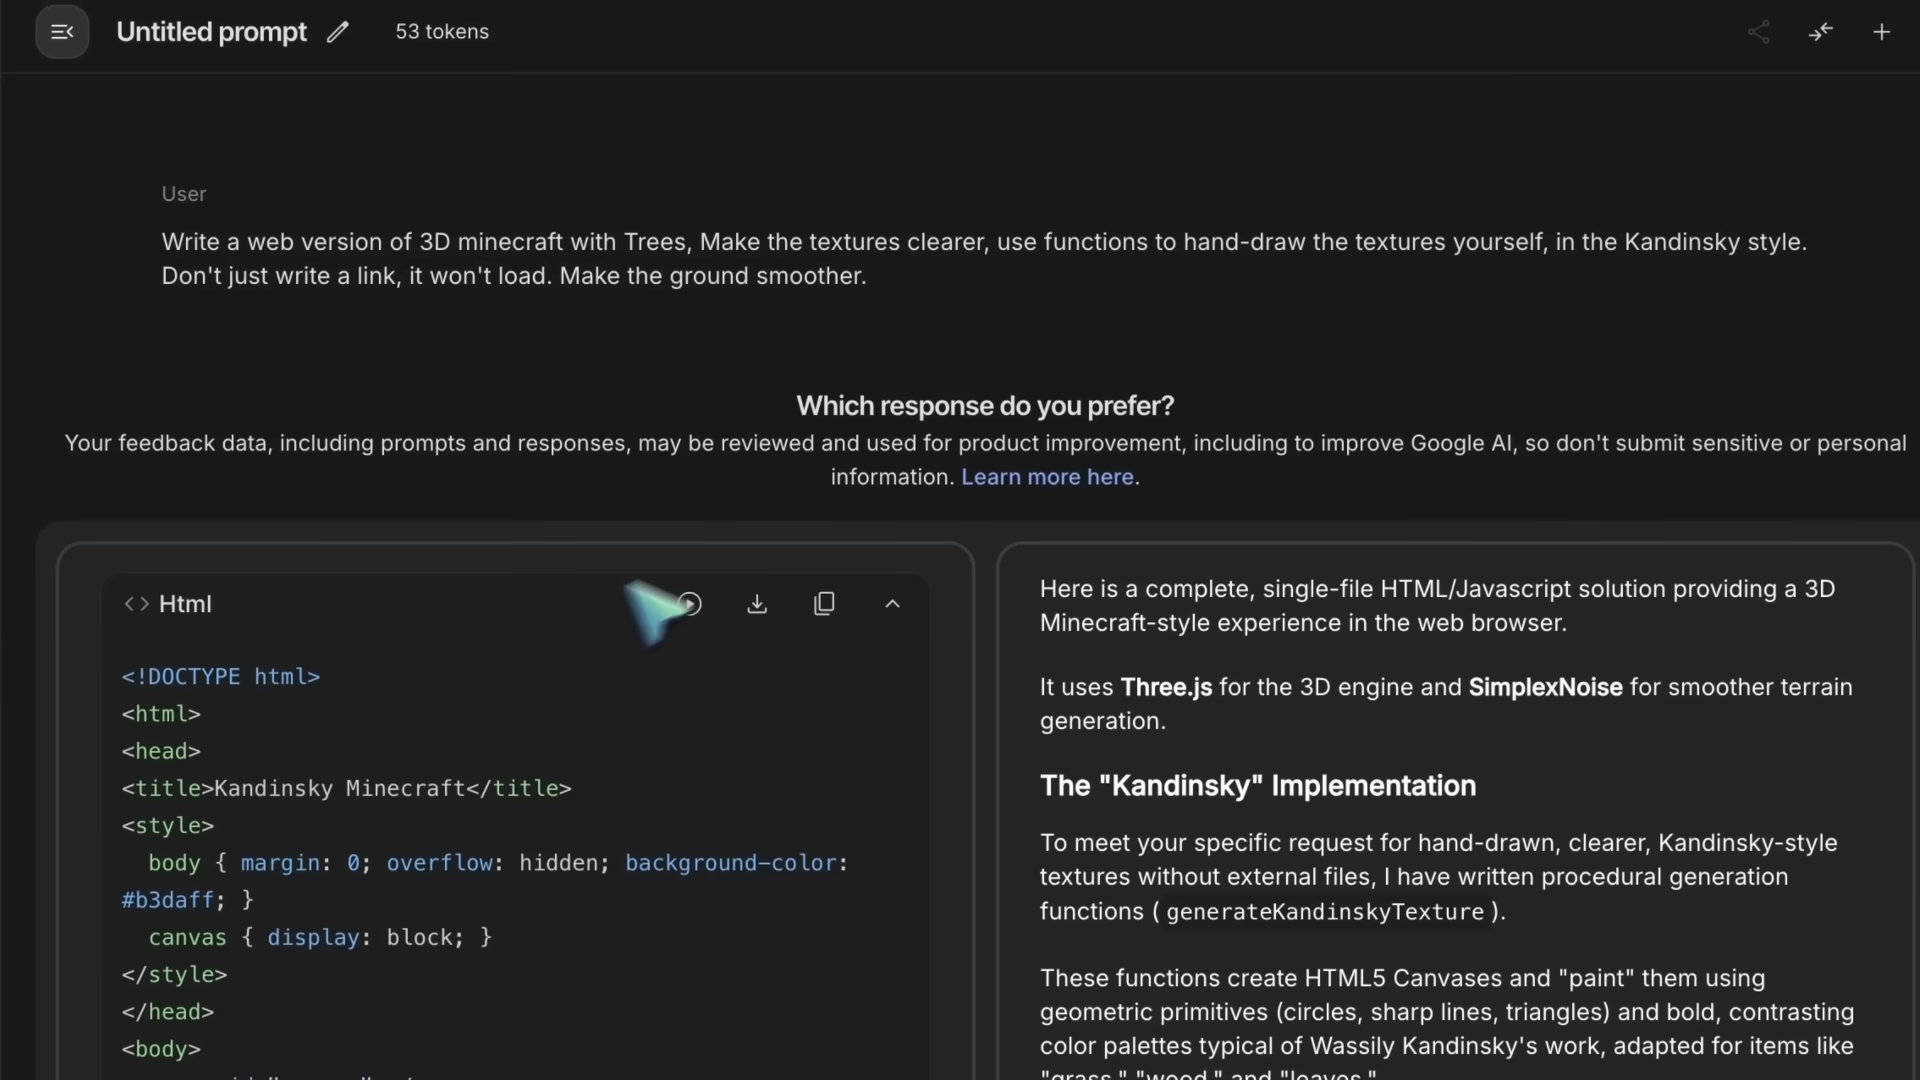 Untitled prompt
53 tokens
User
Write a web version of 3D minecraft with Trees, Make the textures clearer, use functions to hand-draw the textures yourself, in the Kandinsky style.
Don't just write a link, it won't load. Make the ground smoother.
Which response do you prefer?
Your feedback data, including prompts and responses, may be reviewed and used for product improvement, including to improve Google AI, so don't submit sensitive or personal
information. Learn more here.
<> Html
<!DOCTYPE html>
<html>
<head>
<title>Kandinsky Minecraft</title>
<style>
body { margin: 0; overflow: hidden; background-color:
#b3daff; }
canvas { display: block; }
</style>
</head>
<body>
Here is a complete, single-file HTML/Javascript solution providing a 3D
Minecraft-style experience in the web browser.
It uses Three.js for the 3D engine and SimplexNoise for smoother terrain
generation.
The "Kandinsky" Implementation
To meet your specific request for hand-drawn, clearer, Kandinsky-style
textures without external files, I have written procedural generation
functions ( generateKandinskyTexture ).
These functions create HTML5 Canvases and "paint" them using
geometric primitives (circles, sharp lines, triangles) and bold, contrasting
color palettes typical of Wassily Kandinsky's work, adapted for items like
"grass," "wood," and "leaves."